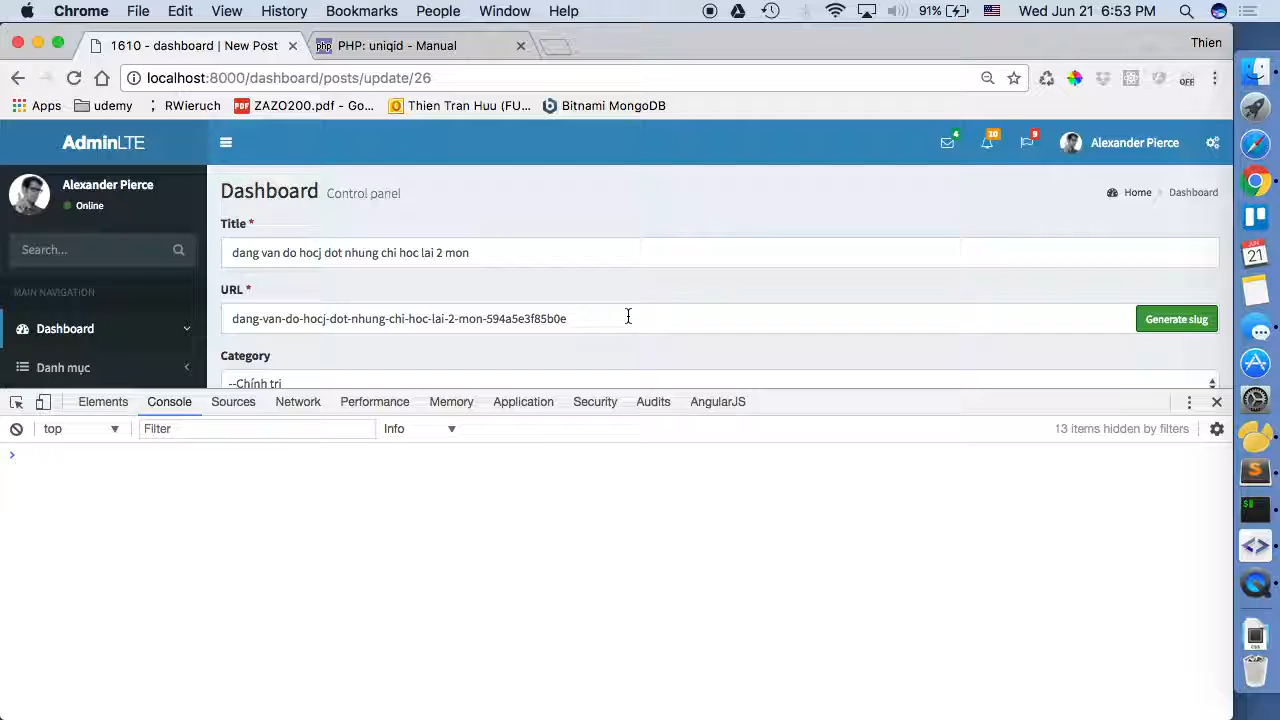 Chrome File Edit View History Bookmarks People Window Help 91% Wed Jun 21 6:53 PM
1610 - dashboard | New Post PHP: uniqid - Manual Thien
localhost:8000/dashboard/posts/update/26
Apps udemy RWieruch ZAZO200.pdf - Go... Thien Tran Huu (FU... Bitnami MongoDB
AdminLTE 4 10 9 Alexander Pierce
Alexander Pierce
Online
Search...
MAIN NAVIGATION
Dashboard
Danh mục
Dashboard Control panel Home > Dashboard
Title *
dang van do hocj dot nhung chi hoc lai 2 mon
URL *
dang-van-do-hocj-dot-nhung-chi-hoc-lai-2-mon-594a5e3f85b0e Generate slug
Category
--Chính trị
Elements Console Sources Network Performance Memory Application Security Audits AngularJS
top Filter Info 13 items hidden by filters